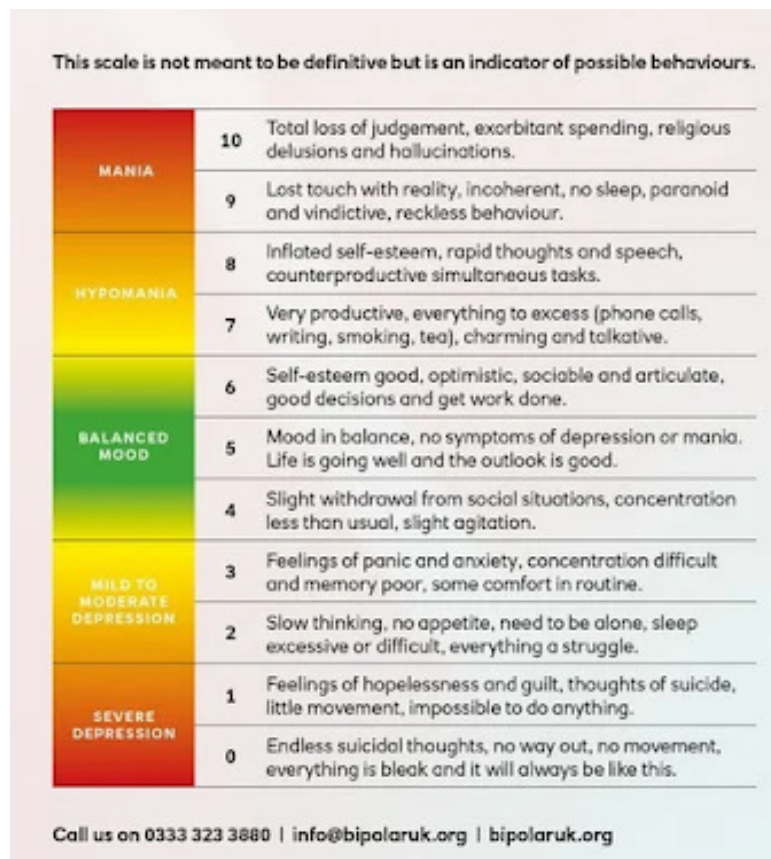 This scale is not meant to be definitive but is an indicator of possible behaviours.
MANIA
10
Total loss of judgement, exorbitant spending, religious
delusions and hallucinations.
9
Lost touch with reality, incoherent, no sleep, paranoid
and vindictive, reckless behaviour.
HYPOMANIA
8
Inflated self-esteem, rapid thoughts and speech,
counterproductive simultaneous tasks.
7
Very productive, everything to excess (phone calls,
writing, smoking, tea), charming and talkative.
BALANCED
MOOD
6
Self-esteem good, optimistic, sociable and articulate,
good decisions and get work done.
5
Mood in balance, no symptoms of depression or mania.
Life is going well and the outlook is good.
4
Slight withdrawal from social situations, concentration
less than usual, slight agitation.
MILD TO
MODERATE
DEPRESSION
3
Feelings of panic and anxiety, concentration difficult
and memory poor, some comfort in routine.
2
Slow thinking, no appetite, need to be alone, sleep
excessive or difficult, everything a struggle.
SEVERE
DEPRESSION
1
Feelings of hopelessness and guilt, thoughts of suicide,
little movement, impossible to do anything.
0
Endless suicidal thoughts, no way out, no movement,
everything is bleak and it will always be like this.
Call us on 0333 323 3880 | info@bipolaruk.org | bipolaruk.org